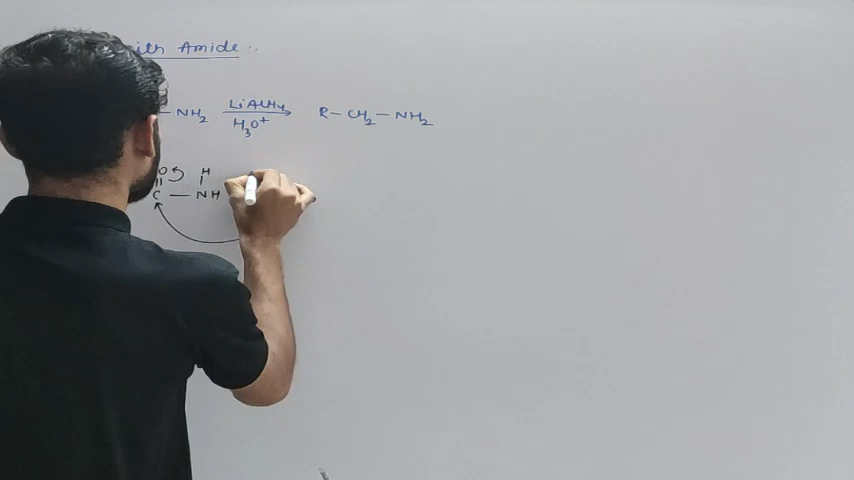 ith Amide :-
- NH2 LiAlH4 R - CH2 - NH2
H3O+
O H
C - NH